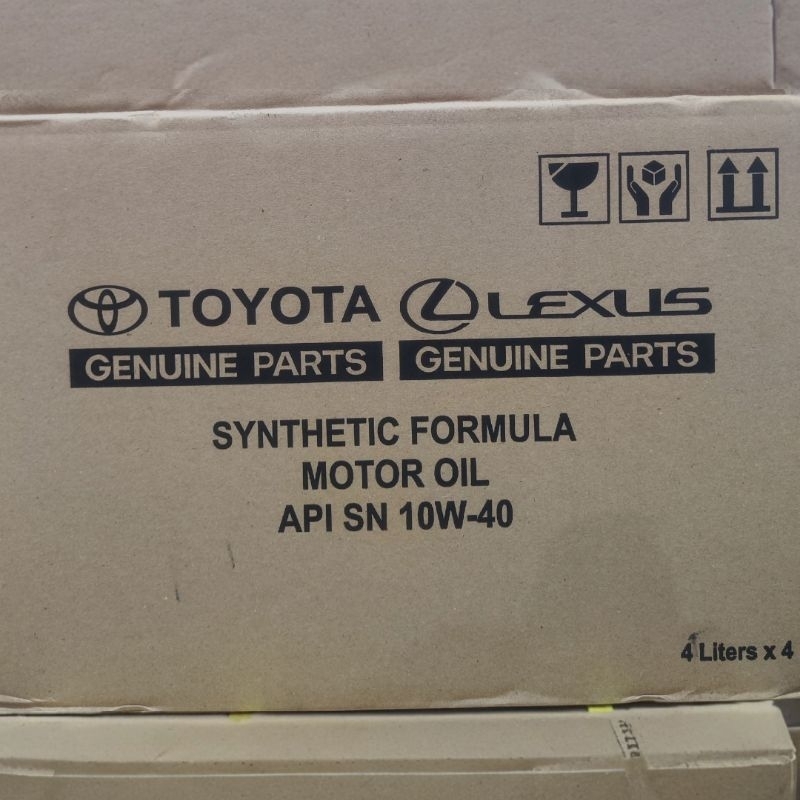 TOYOTA LEXUS
GENUINE PARTS GENUINE PARTS
SYNTHETIC FORMULA
MOTOR OIL
API SN 10W-40
4 Liters x 4